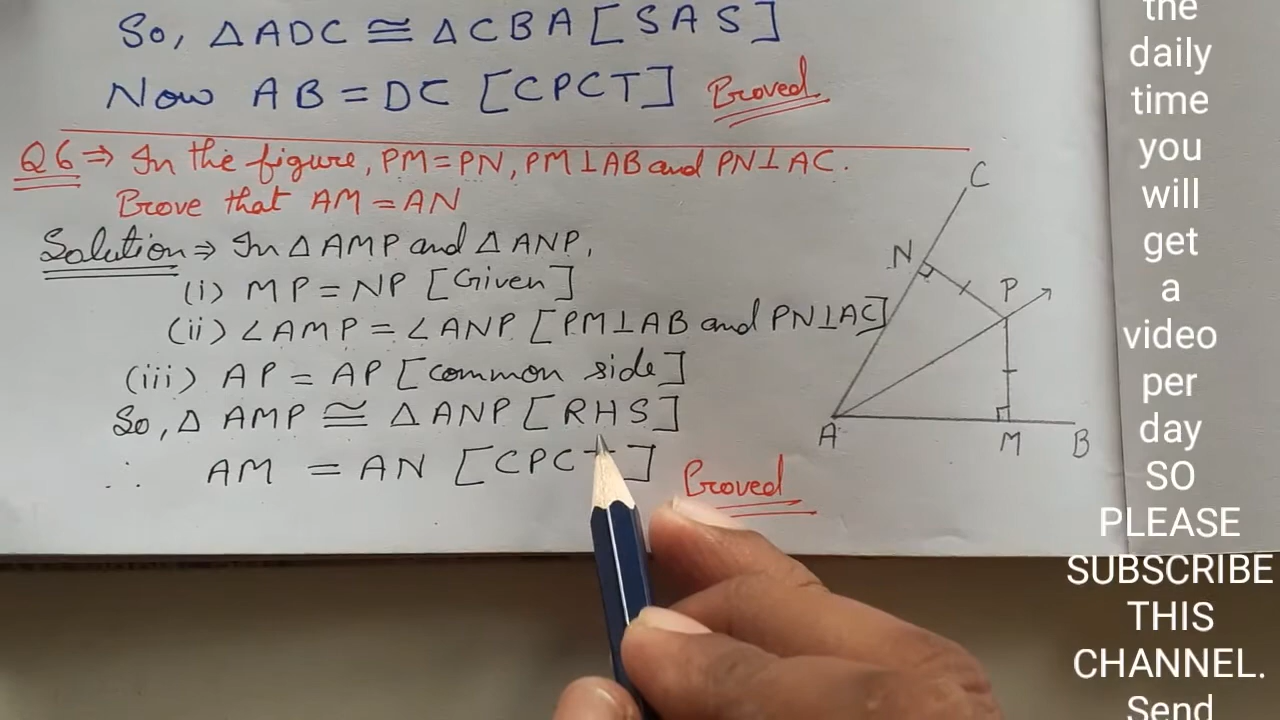 So, △ADC ≅ △CBA [SAS]
Now AB = DC [CPCT] Proved
Q6 ⇒ In the figure, PM = PN, PM ⊥ AB and PN ⊥ AC.
Prove that AM = AN
Solution ⇒ In △AMP and △ANP,
(i) MP = NP [Given]
(ii) ∠AMP = ∠ANP [PM ⊥ AB and PN ⊥ AC]
(iii) AP = AP [common side]
So, △ AMP ≅ △ANP [RHS]
∴ AM = AN [CPCT] Proved
C
N
P
A
M
B
the
daily
time
you
will
get
a
video
per
day
SO
PLEASE
SUBSCRIBE
THIS
CHANNEL.
Send